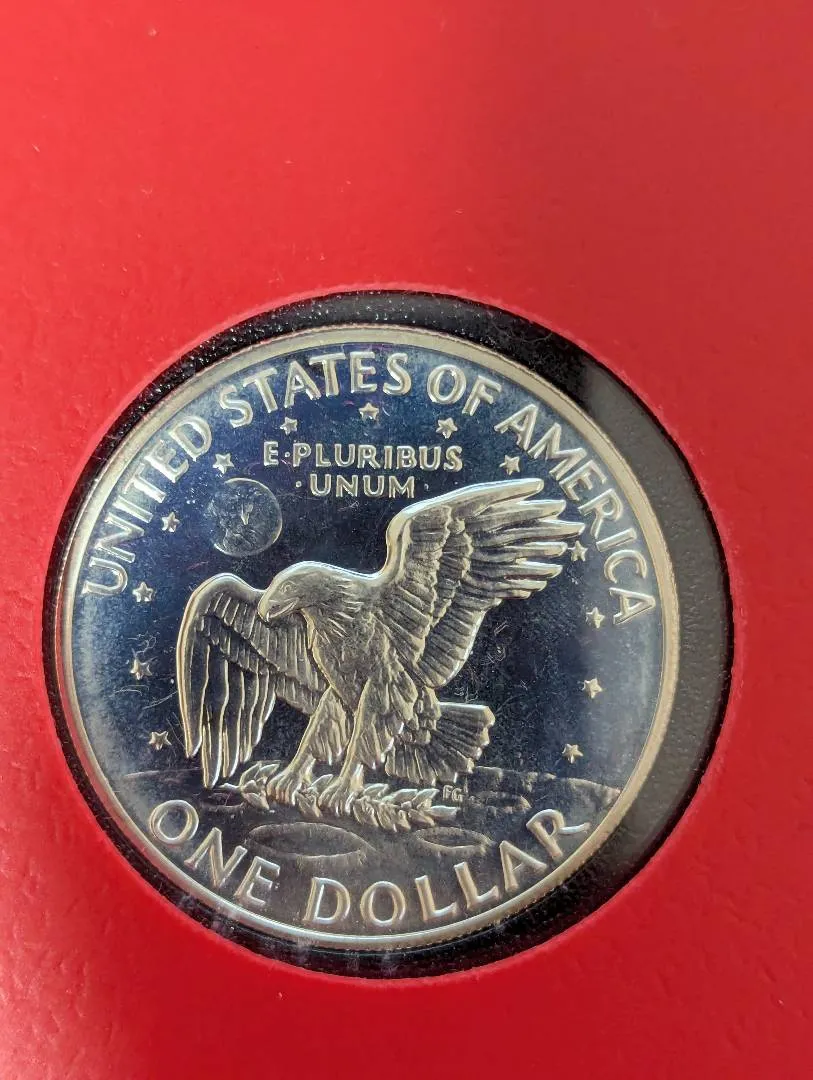 UNITED STATES OF AMERICA
E·PLURIBUS
·UNUM·
FG
ONE DOLLAR